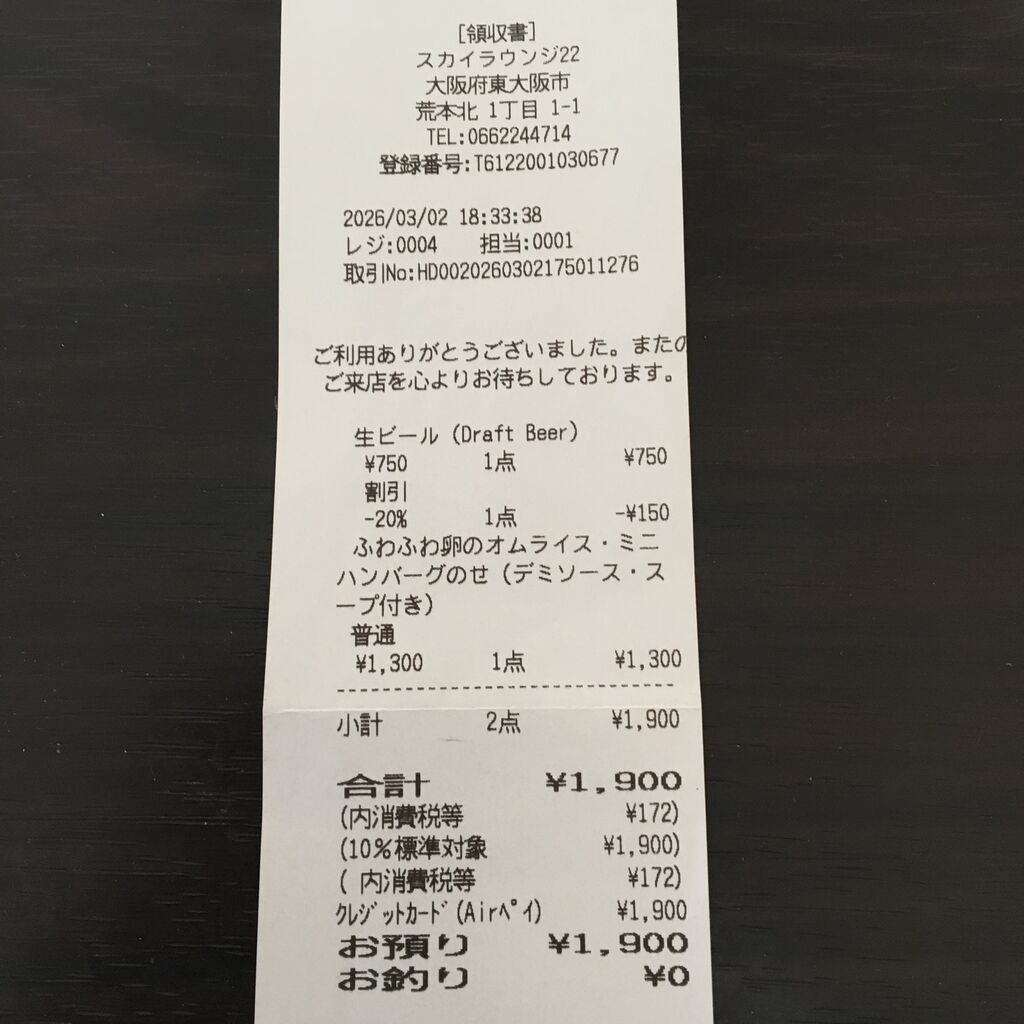 [領収書]
スカイラウンジ22
大阪府東大阪市
荒本北 1丁目 1-1
TEL:0662244714
登録番号:T6122001030677
2026/03/02 18:33:38
レジ:0004 担当:0001
取引No:HD0020260302175011276
ご利用ありがとうございました。またの
ご来店を心よりお待ちしております。
生ビール (Draft Beer)
¥750 1点 ¥750
割引
-20% 1点 -¥150
ふわふわ卵のオムライス・ミニ
ハンバーグのせ (デミソース・ス
ープ付き)
普通
¥1,300 1点 ¥1,300
小計 2点 ¥1,900
合計 ¥1,900
(内消費税等 ¥172)
(10%標準対象 ¥1,900)
( 内消費税等 ¥172)
クレジットカード(Airペイ) ¥1,900
お預り ¥1,900
お釣り ¥0